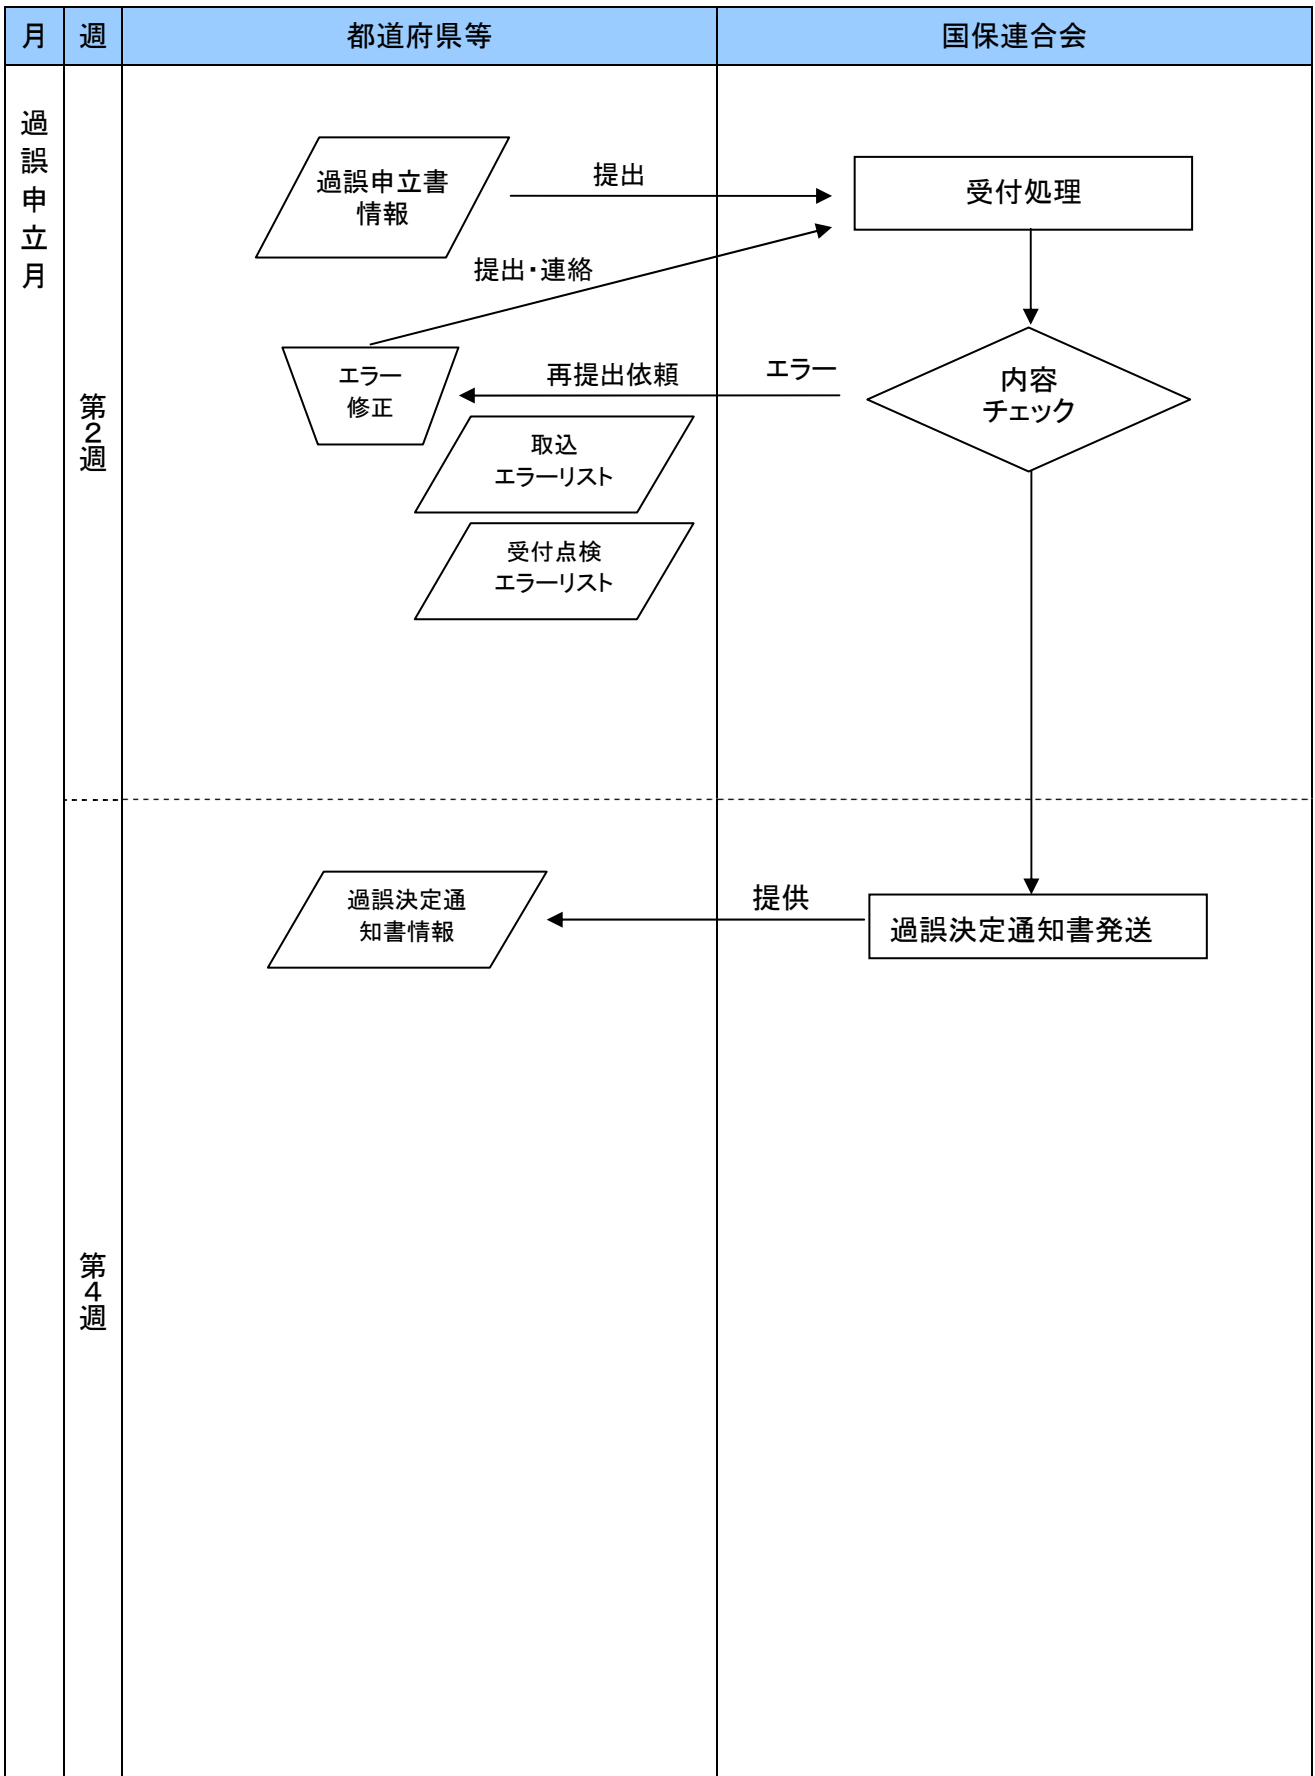 月
週
都道府県等
国保連合会
過誤申立月
第2週
過誤申立書
情報
提出
受付処理
提出・連絡
エラー
修正
再提出依頼
エラー
内容
チェック
取込
エラーリスト
受付点検
エラーリスト
第4週
過誤決定通
知書情報
提供
過誤決定通知書発送